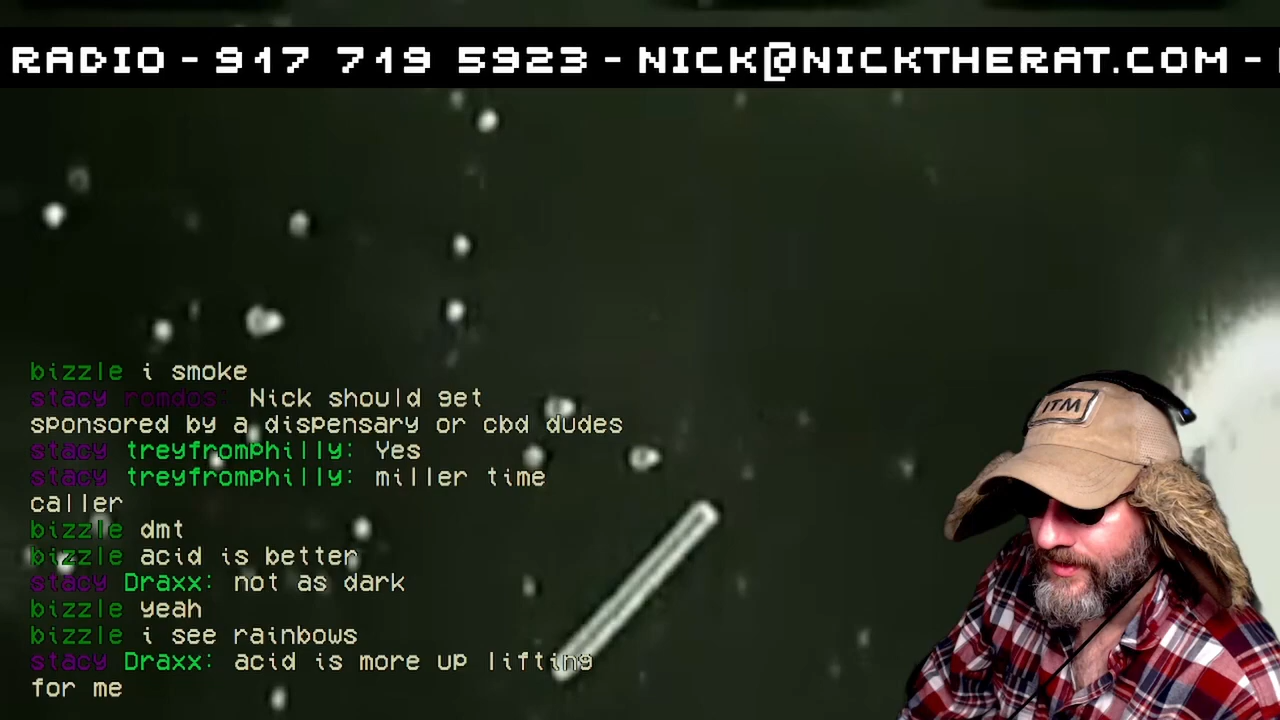 RADIO - 917 719 5923 - NICK@NICKTHERAT.COM -
ITM
bizzle i smoke
stacy romdos: Nick should get
sponsored by a dispensary or cbd dudes
stacy treyfromphilly: Yes
stacy treyfromphilly: miller time
caller
bizzle dmt
bizzle acid is better
stacy Draxx: not as dark
bizzle yeah
bizzle i see rainbows
stacy Draxx: acid is more up lifting
for me